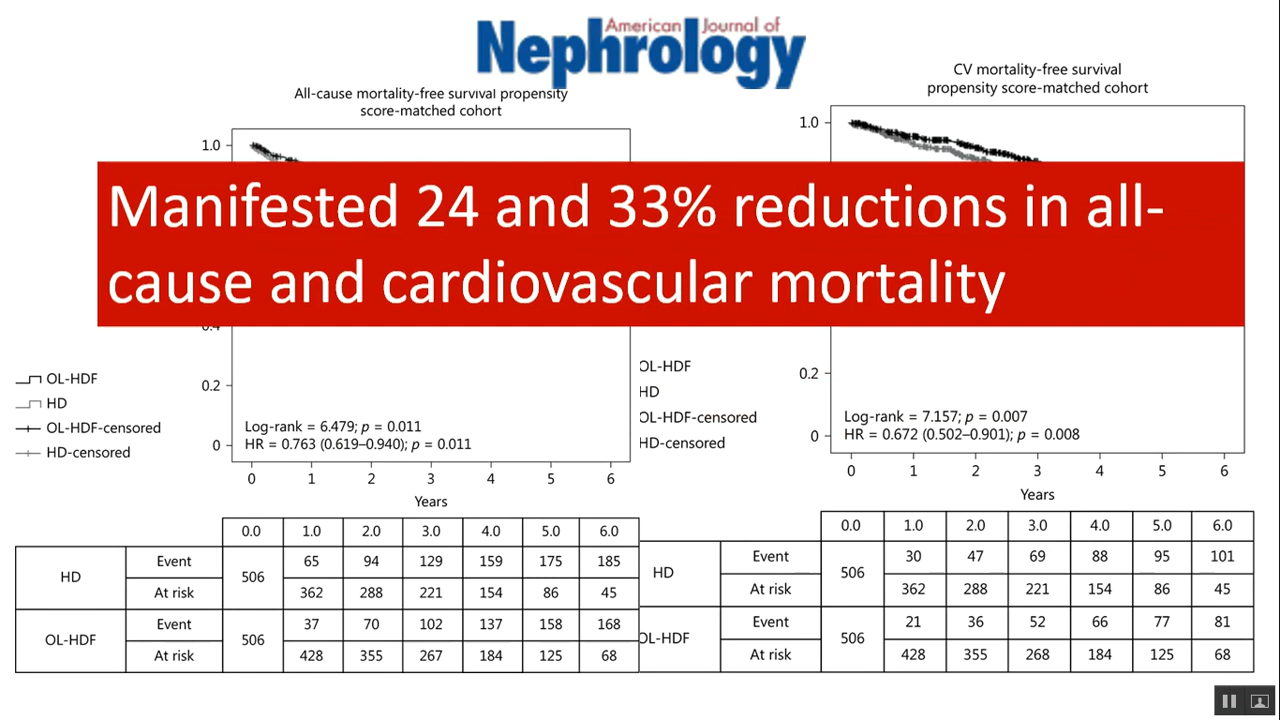 American Journal of
Nephrology
All-cause mortality-free survival propensity
score-matched cohort
CV mortality-free survival
propensity score-matched cohort
1.0
1.0
Manifested 24 and 33% reductions in all-
cause and cardiovascular mortality
0.4
0.2
0
OL-HDF
HD
OL-HDF-censored
HD-censored
Log-rank = 6.479; p = 0.011
HR = 0.763 (0.619–0.940); p = 0.011
0 1 2 3 4 5 6
Years
0.0 1.0 2.0 3.0 4.0 5.0 6.0
HD 506
Event 65 94 129 159 175 185
At risk 362 288 221 154 86 45
OL-HDF 506
Event 37 70 102 137 158 168
At risk 428 355 267 184 125 68
OL-HDF
HD
OL-HDF-censored
HD-censored
0.2
0
Log-rank = 7.157; p = 0.007
HR = 0.672 (0.502–0.901); p = 0.008
0 1 2 3 4 5 6
Years
0.0 1.0 2.0 3.0 4.0 5.0 6.0
HD 506
Event 30 47 69 88 95 101
At risk 362 288 221 154 86 45
OL-HDF 506
Event 21 36 52 66 77 81
At risk 428 355 268 184 125 68